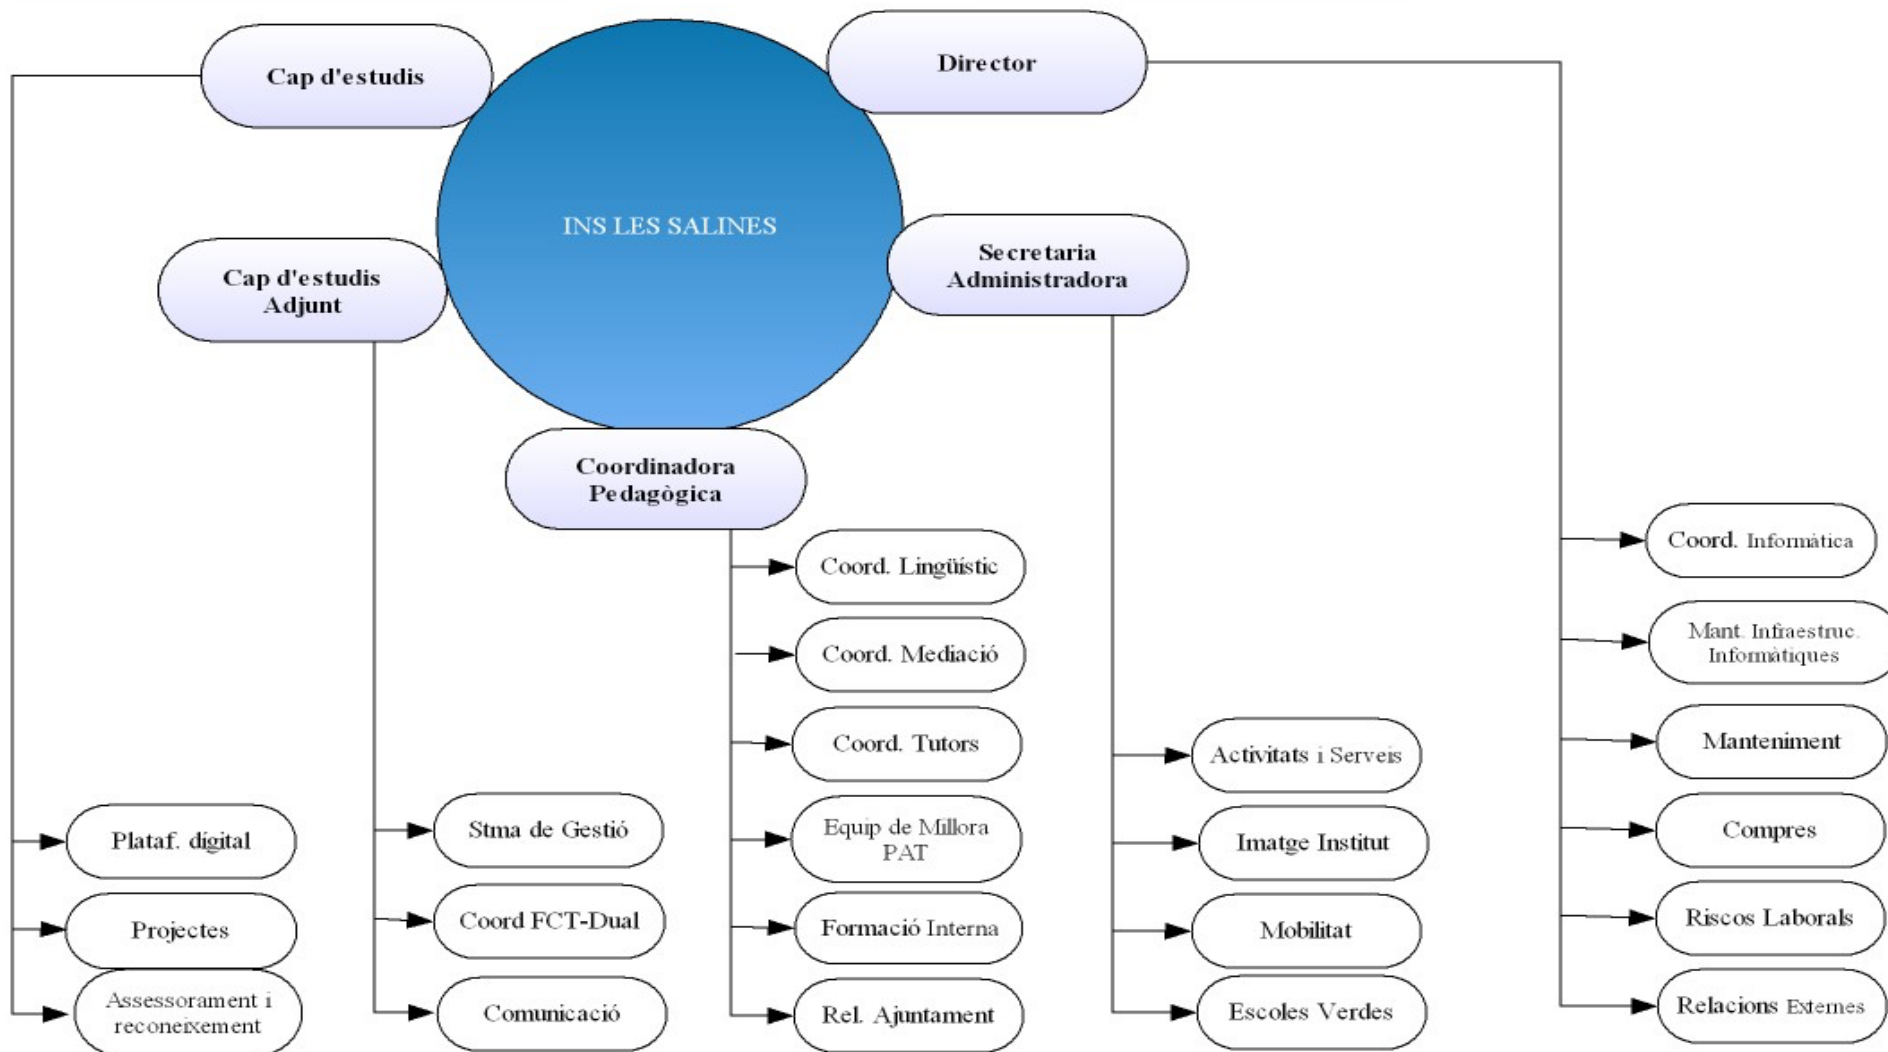 Cap d'estudis
Director
INS LES SALINES
Cap d'estudis
Adjunt
Secretaria
Administradora
Coordinadora
Pedagògica
Plataf. digital
Projectes
Assessorament i
reconeixement
Stma de Gestió
Coord FCT-Dual
Comunicació
Coord. Lingüístic
Coord. Mediació
Coord. Tutors
Equip de Millora
PAT
Formació Interna
Rel. Ajuntament
Activitats i Serveis
Imatge Institut
Mobilitat
Escoles Verdes
Coord. Informàtica
Mant. Infraestruc.
Informàtiques
Manteniment
Compres
Riscos Laborals
Relacions Externes